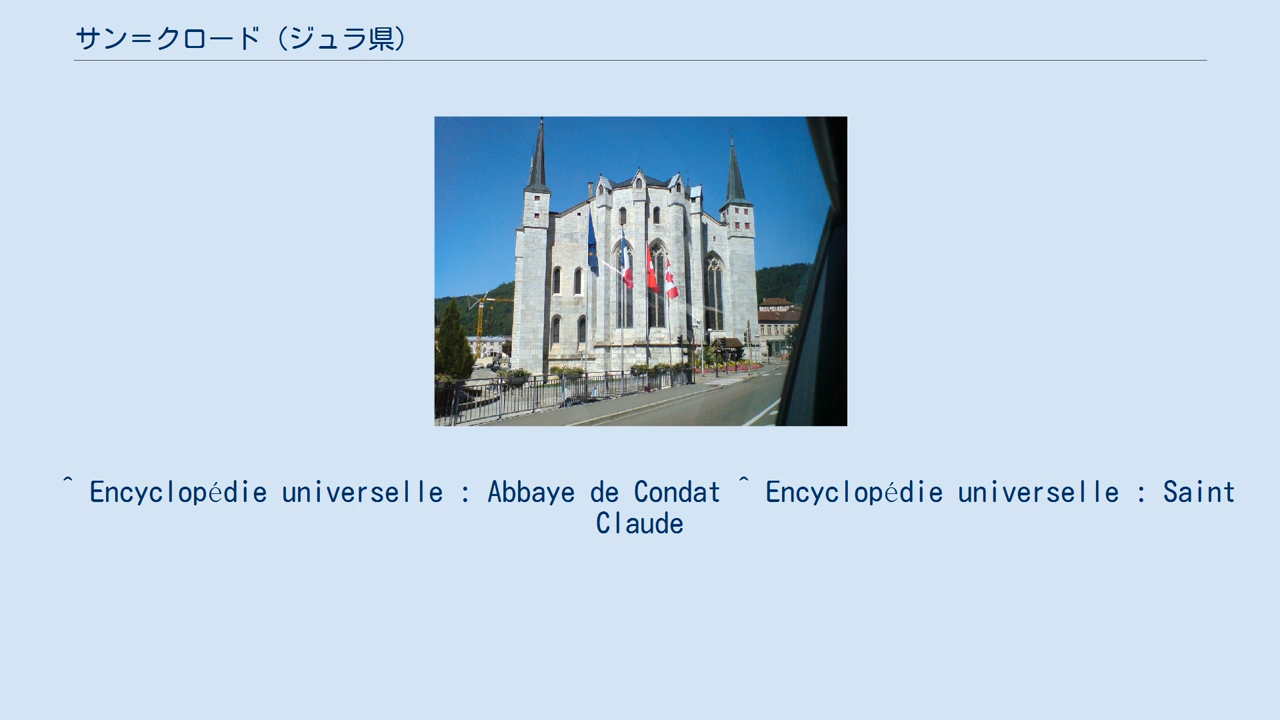 サン＝クロード（ジュラ県）
^ Encyclopédie universelle : Abbaye de Condat ^ Encyclopédie universelle : Saint
Claude